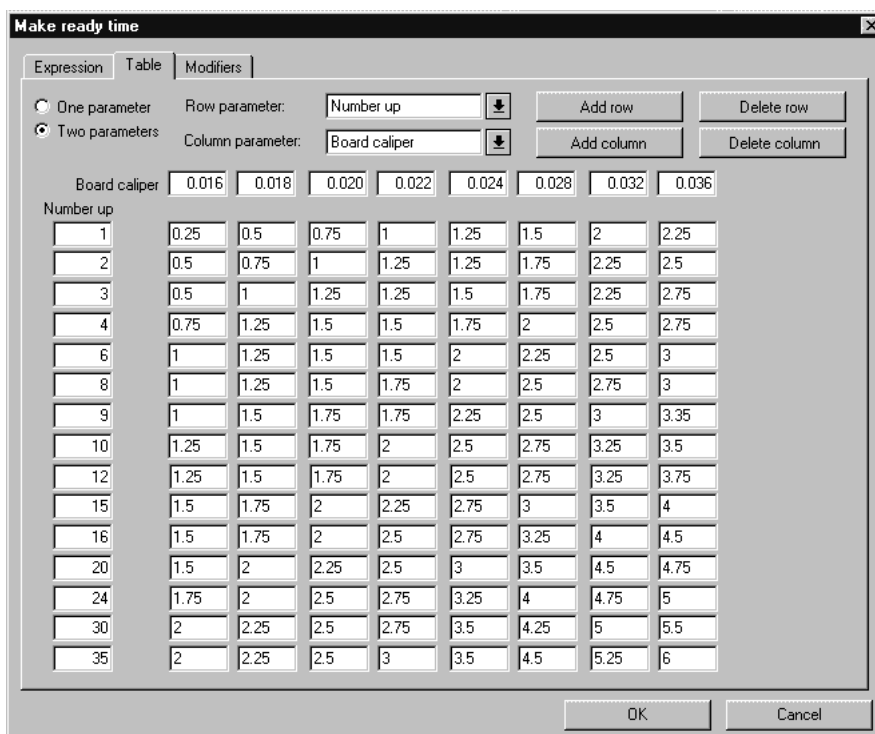 Make ready time
Expression Table Modifiers
One parameter Row parameter: Number up Add row Delete row
Two parameters Column parameter: Board caliper Add column Delete column
Board caliper 0.016 0.018 0.020 0.022 0.024 0.028 0.032 0.036
Number up
1 0.25 0.5 0.75 1 1.25 1.5 2 2.25
2 0.5 0.75 1 1.25 1.25 1.75 2.25 2.5
3 0.5 1 1.25 1.25 1.5 1.75 2.25 2.75
4 0.75 1.25 1.5 1.5 1.75 2 2.5 2.75
6 1 1.25 1.5 1.5 2 2.25 2.5 3
8 1 1.25 1.5 1.75 2 2.5 2.75 3
9 1 1.5 1.75 1.75 2.25 2.5 3 3.35
10 1.25 1.5 1.75 2 2.5 2.75 3.25 3.5
12 1.25 1.5 1.75 2 2.5 2.75 3.25 3.75
15 1.5 1.75 2 2.25 2.75 3 3.5 4
16 1.5 1.75 2 2.5 2.75 3.25 4 4.5
20 1.5 2 2.25 2.5 3 3.5 4.5 4.75
24 1.75 2 2.5 2.75 3.25 4 4.75 5
30 2 2.25 2.5 2.75 3.5 4.25 5 5.5
35 2 2.25 2.5 3 3.5 4.5 5.25 6
OK Cancel